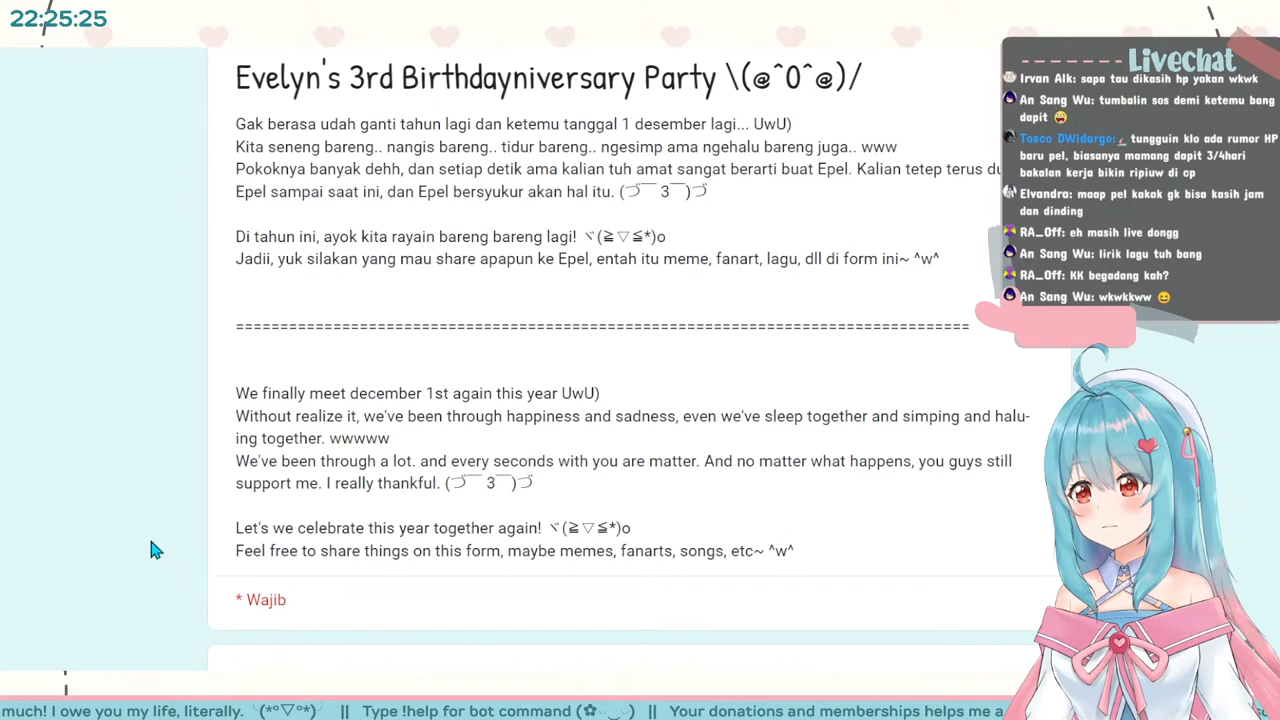 22:25:25
Evelyn's 3rd Birthdayniversary Party \(@^0^@)/
Gak berasa udah ganti tahun lagi dan ketemu tanggal 1 desember lagi... UwU)
Kita seneng bareng.. nangis bareng.. tidur bareng.. ngesimp ama ngehalu bareng juga.. www
Pokoknya banyak dehh, dan setiap detik ama kalian tuh amat sangat berarti buat Epel. Kalian tetep terus
Epel sampai saat ini, dan Epel bersyukur akan hal itu. (づ ̄ 3 ̄)づ
Di tahun ini, ayok kita rayain bareng bareng lagi! ヾ(≧▽≦*)o
Jadii, yuk silakan yang mau share apapun ke Epel, entah itu meme, fanart, lagu, dll di form ini~ ^w^
==================================================================================
We finally meet december 1st again this year UwU)
Without realize it, we've been through happiness and sadness, even we've sleep together and simping and halu-
ing together. wwwww
We've been through a lot. and every seconds with you are matter. And no matter what happens, you guys still
support me. I really thankful. (づ ̄ 3 ̄)づ
Let's we celebrate this year together again! ヾ(≧▽≦*)o
Feel free to share things on this form, maybe memes, fanarts, songs, etc~ ^w^
* Wajib
Livechat
Irvan Alk: sapa tau dikasih hp yakan wkwk
An Sang Wu: tumbalin sos demi ketemu bang
dapit 😜
Tosco DWidargo: tungguin klo ada rumor HP
baru pel, biasanya mamang dapit 3/4hari
bakalan kerja bikin ripiuw di cp
Elvandra: maap pel kakak gk bisa kasih jam
dan dinding
RA_Off: eh masih live dongg
An Sang Wu: lirik lagu tuh bang
RA_Off: KK begadang kah?
An Sang Wu: wkwkkww 😆
much! I owe you my life, literally. ╰(*°▽°*)╯ || Type !help for bot command (✿◡‿◡) || Your donations and memberships helps me a